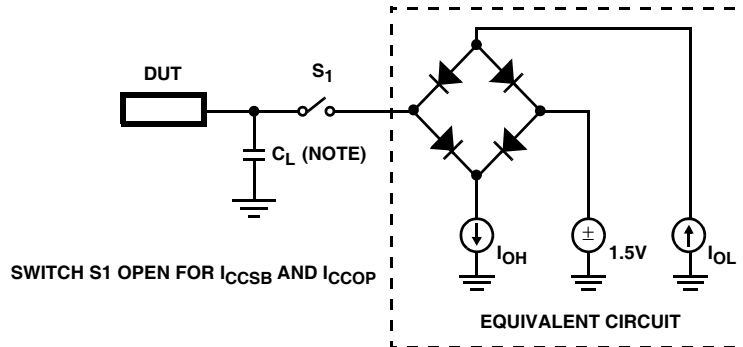 DUT
S1
CL (NOTE)
±
IOH
1.5V
IOL
SWITCH S1 OPEN FOR ICCSB AND ICCOP
EQUIVALENT CIRCUIT